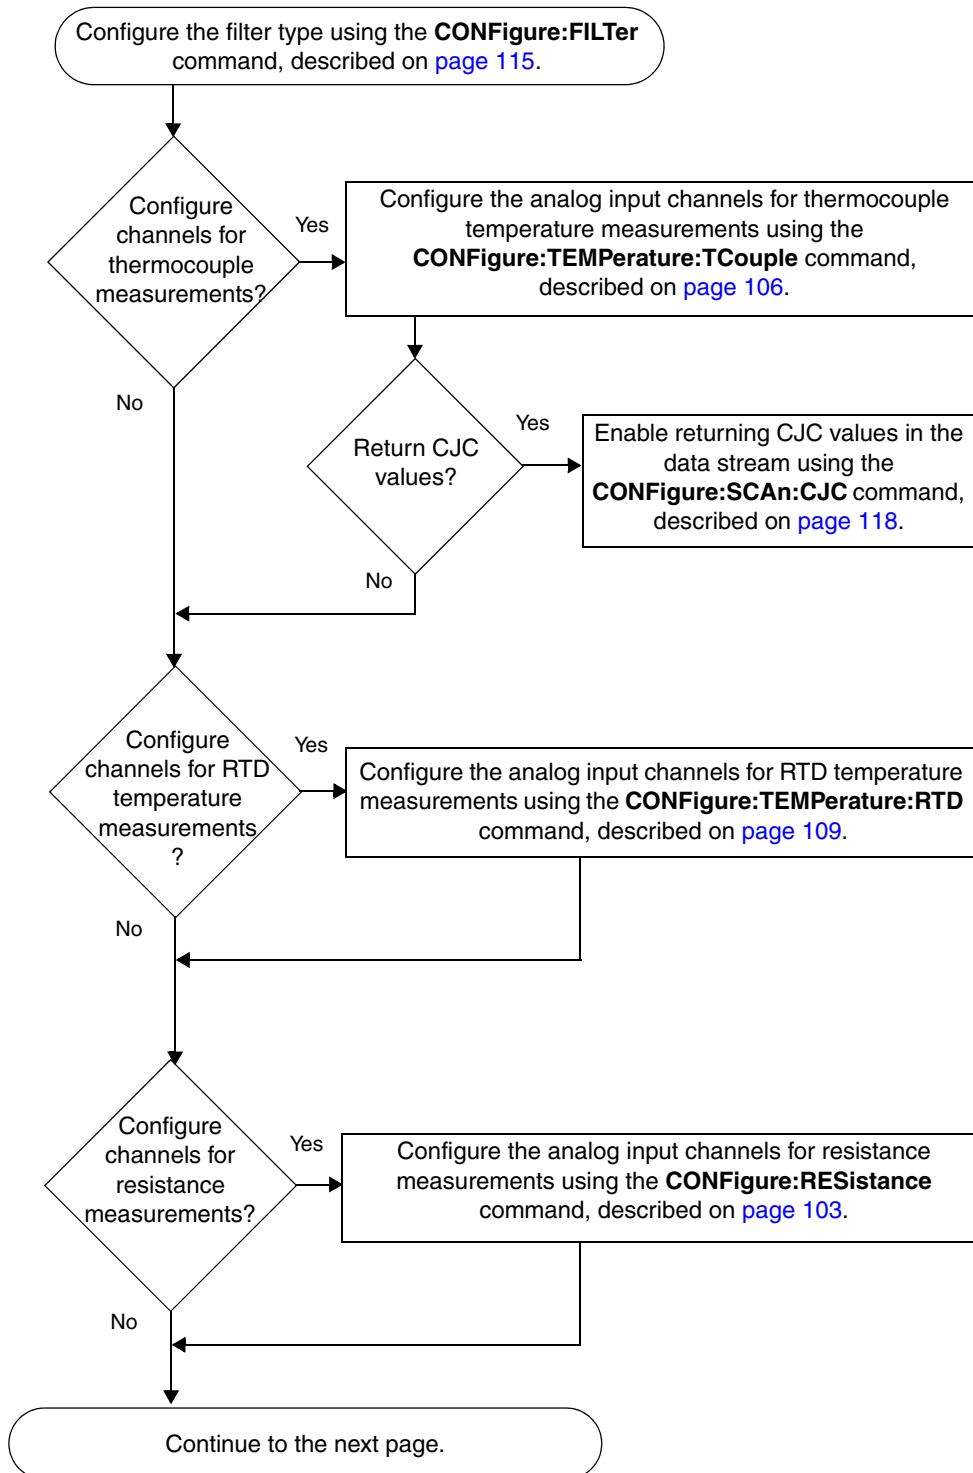 Configure the filter type using the CONFigure:FILTer
command, described on page 115.
Configure
channels for
thermocouple
measurements?
Yes
Configure the analog input channels for thermocouple
temperature measurements using the
CONFigure:TEMPerature:TCouple command,
described on page 106.
No
Return CJC
values?
Yes
Enable returning CJC values in the
data stream using the
CONFigure:SCAn:CJC command,
described on page 118.
No
Configure
channels for RTD
temperature
measurements
?
Yes
Configure the analog input channels for RTD temperature
measurements using the CONFigure:TEMPerature:RTD
command, described on page 109.
No
Configure
channels for
resistance
measurements?
Yes
Configure the analog input channels for resistance
measurements using the CONFigure:RESistance
command, described on page 103.
No
Continue to the next page.